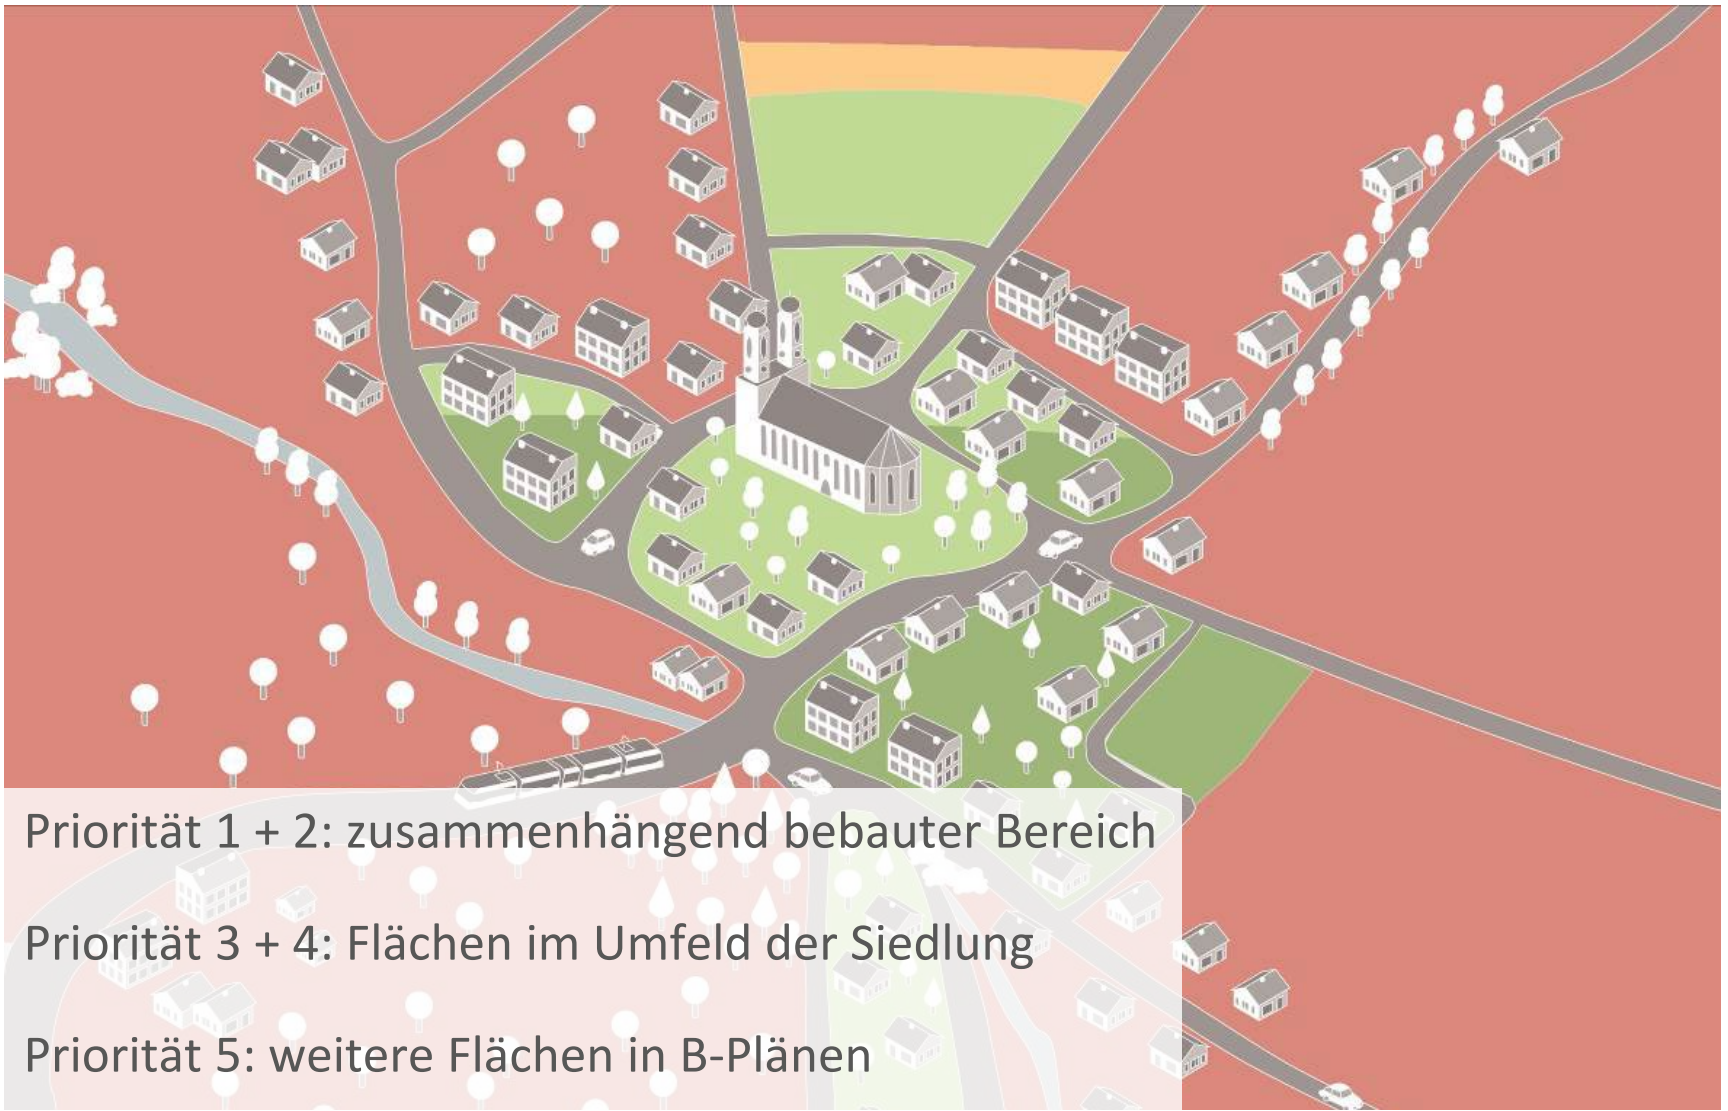 Priorität 1 + 2: zusammenhängend bebauter Bereich
Priorität 3 + 4: Flächen im Umfeld der Siedlung
Priorität 5: weitere Flächen in B-Plänen